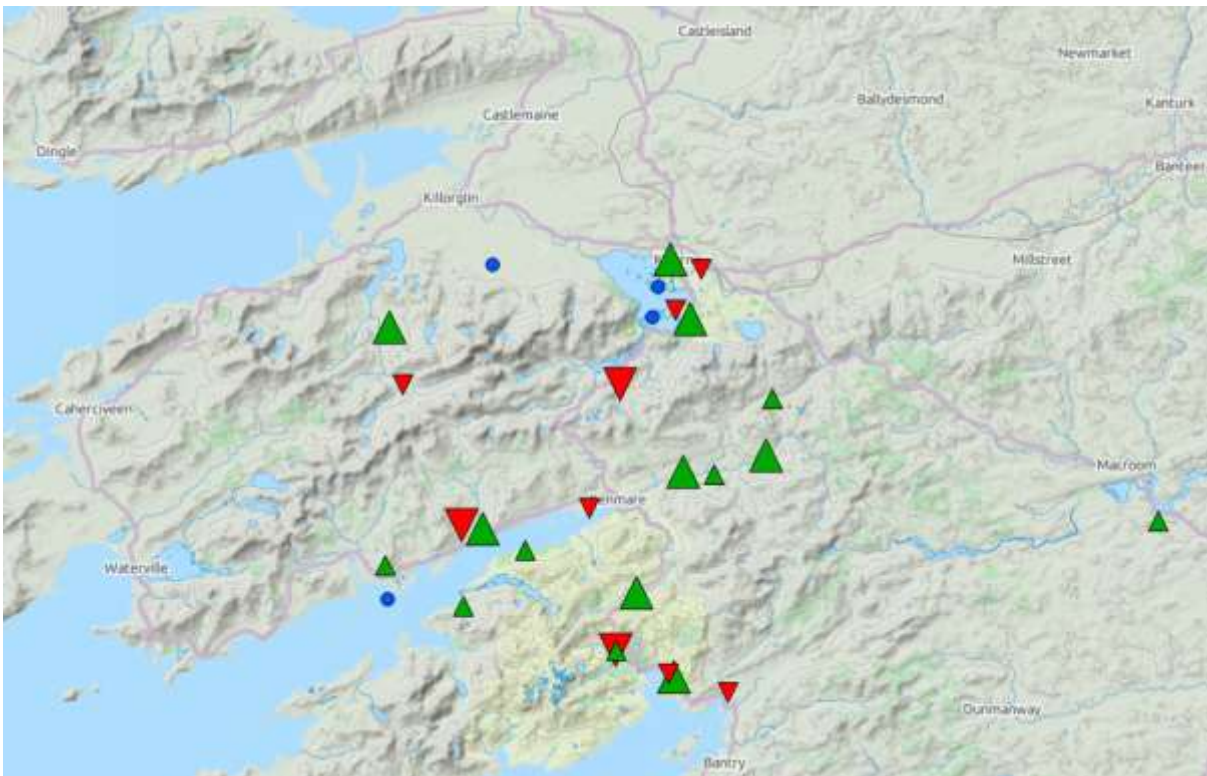 Castleisland
Newmarket
Ballydesmond
Kanturk
Castlemaine
Dingle
Banteer
Killorglin
Millstreet
Caherciveen
Macroom
Kenmare
Waterville
Dunmanway
Bantry